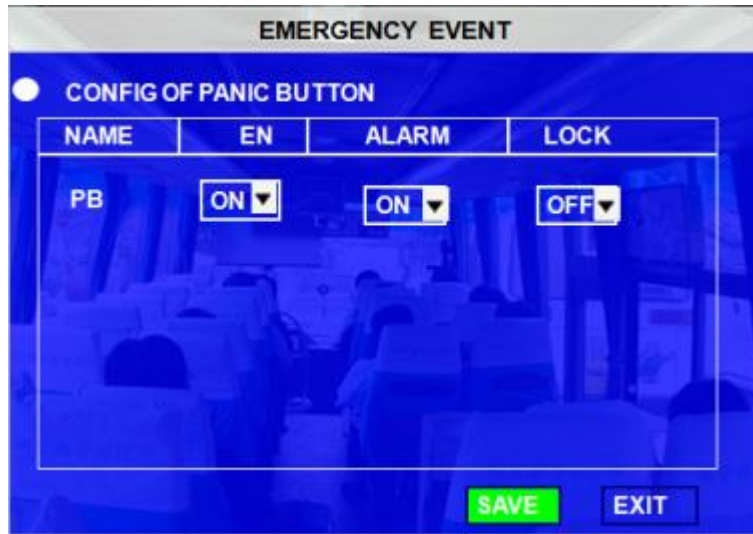 EMERGENCY EVENT
CONFIG OF PANIC BUTTON
NAME EN ALARM LOCK
PB ON ON OFF
SAVE EXIT